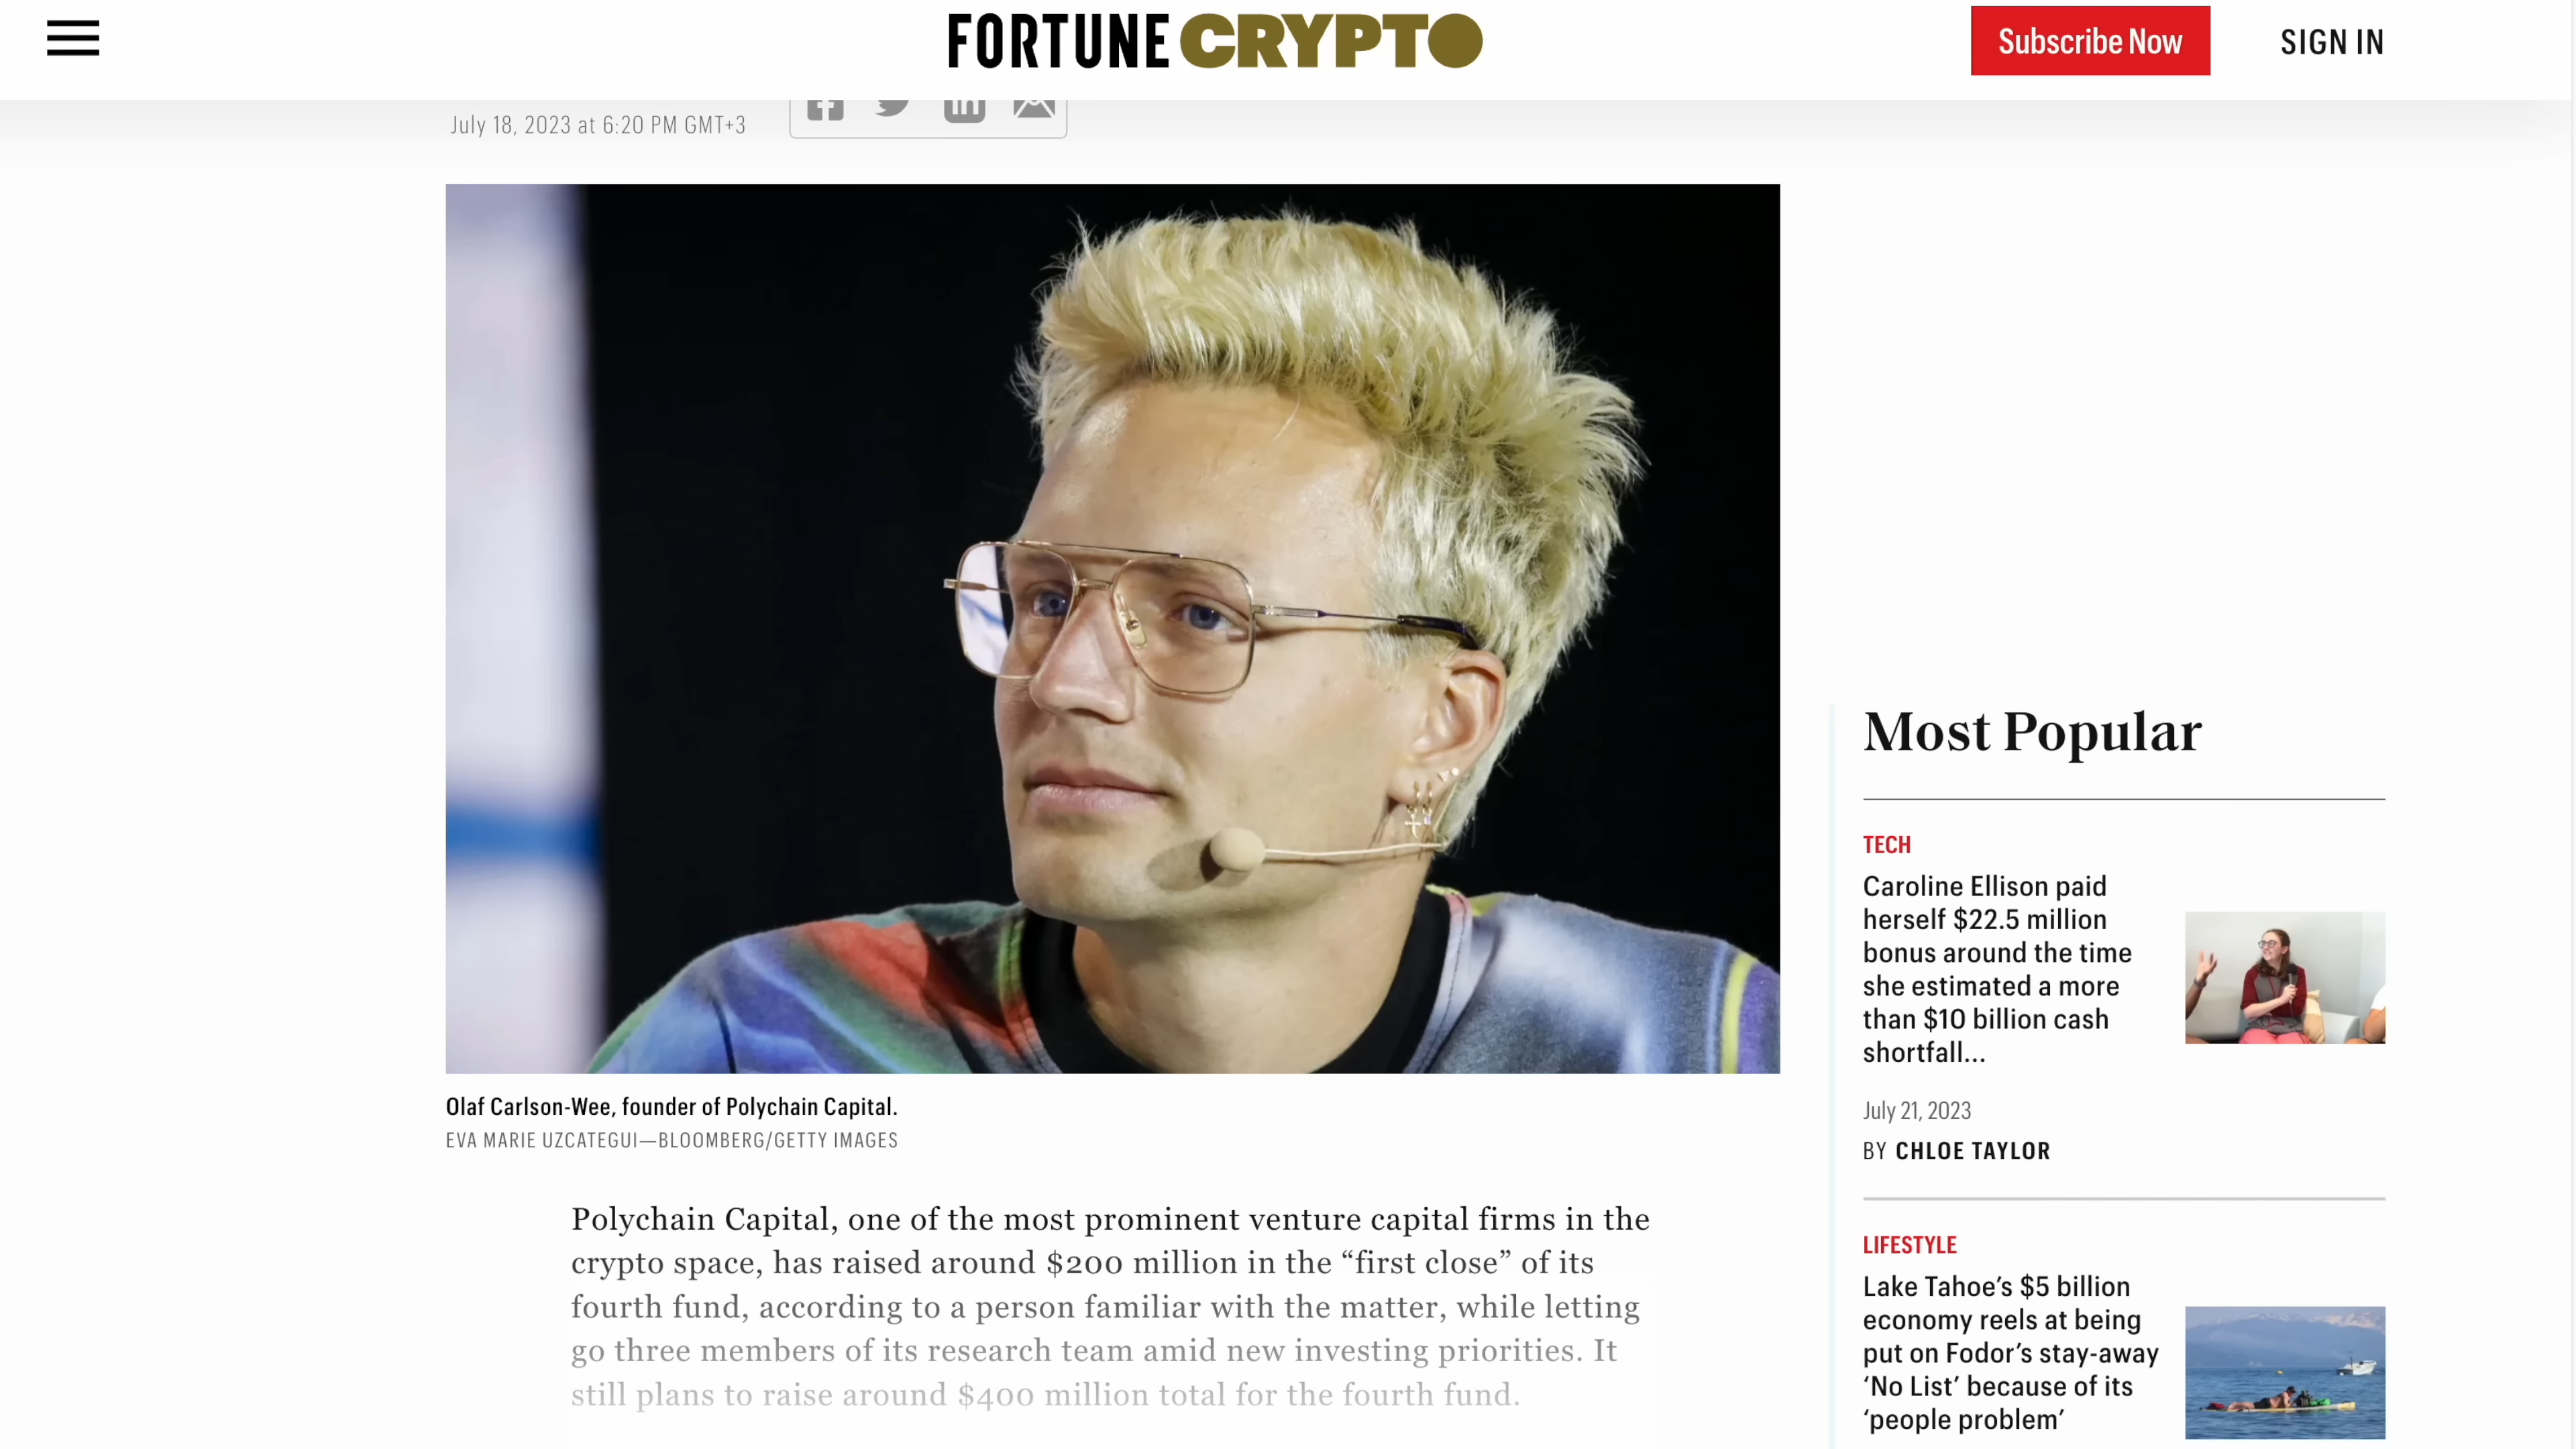 FORTUNE CRYPTO
Subscribe Now
SIGN IN
July 18, 2023 at 6:20 PM GMT+3
Olaf Carlson-Wee, founder of Polychain Capital.
EVA MARIE UZCATEGUI—BLOOMBERG/GETTY IMAGES
Polychain Capital, one of the most prominent venture capital firms in the
crypto space, has raised around $200 million in the “first close” of its
fourth fund, according to a person familiar with the matter, while letting
go three members of its research team amid new investing priorities. It
still plans to raise around $400 million total for the fourth fund.
Most Popular
TECH
Caroline Ellison paid
herself $22.5 million
bonus around the time
she estimated a more
than $10 billion cash
shortfall...
July 21, 2023
BY CHLOE TAYLOR
LIFESTYLE
Lake Tahoe’s $5 billion
economy reels at being
put on Fodor’s stay-away
‘No List’ because of its
‘people problem’